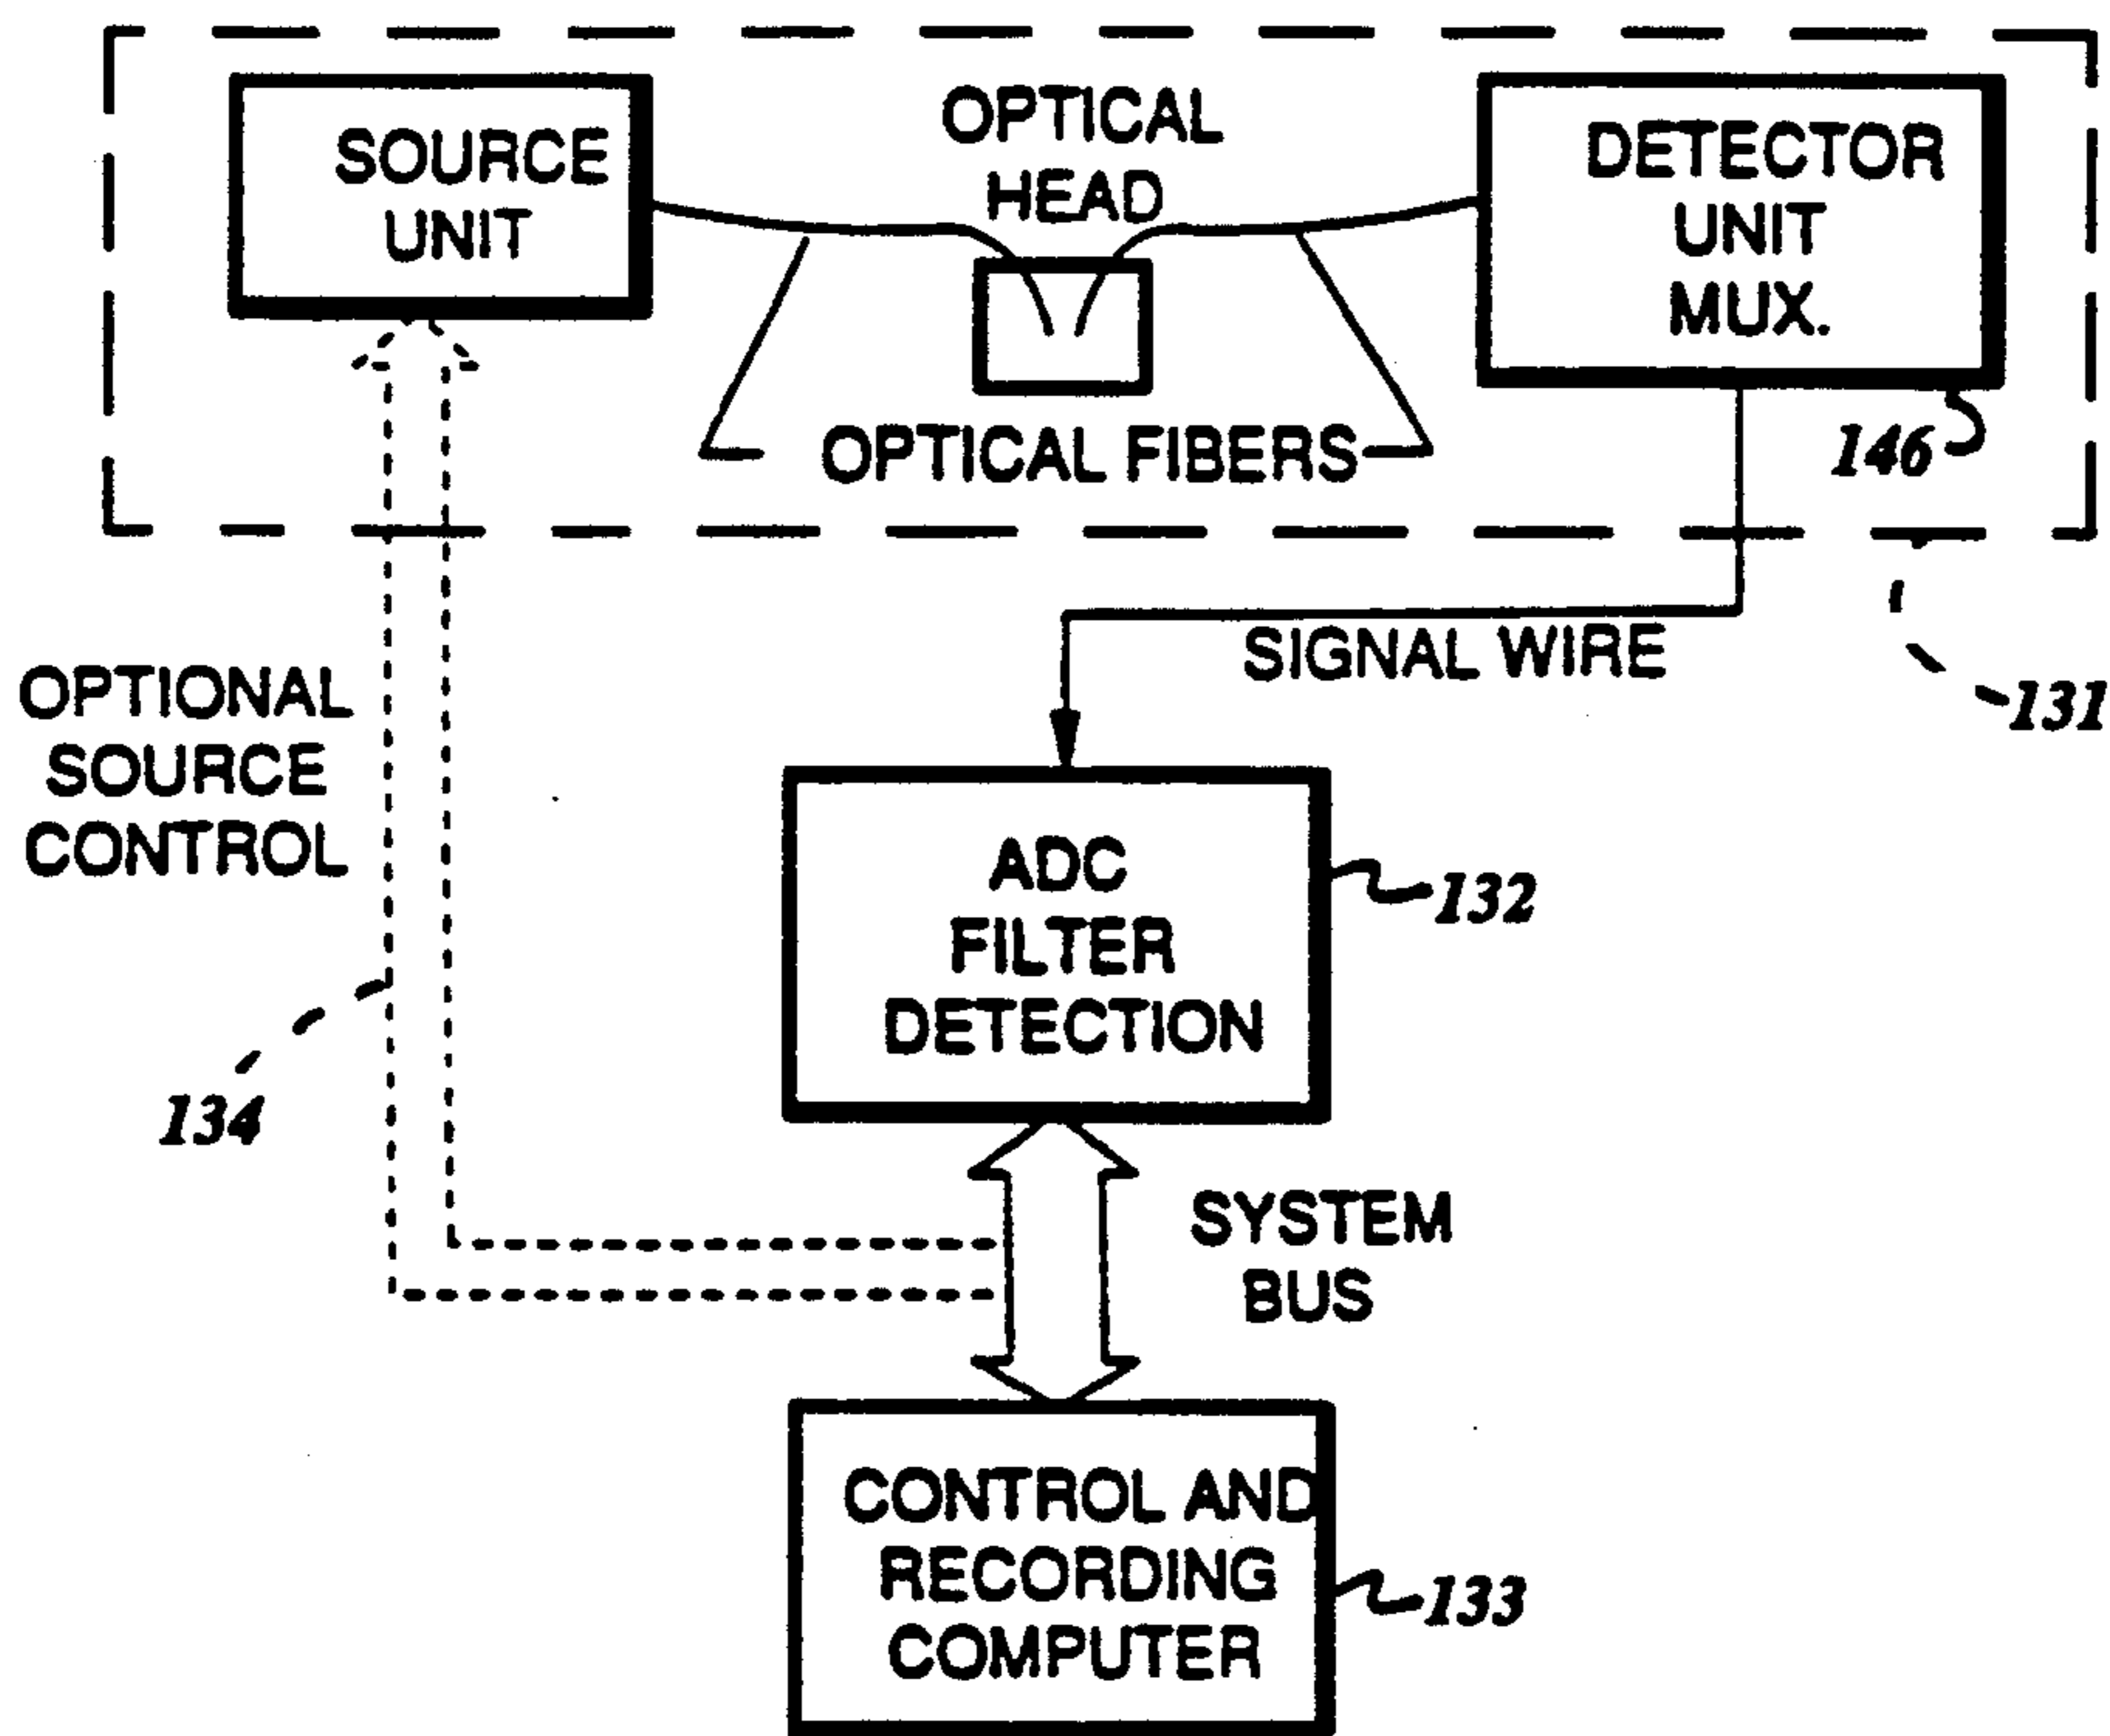 SOURCE
UNIT
OPTICAL
HEAD
DETECTOR
UNIT
MUX.
OPTICAL FIBERS
146
SIGNAL WIRE
131
OPTIONAL
SOURCE
CONTROL
134
ADC
FILTER
DETECTION
132
SYSTEM
BUS
CONTROL AND
RECORDING
COMPUTER
133